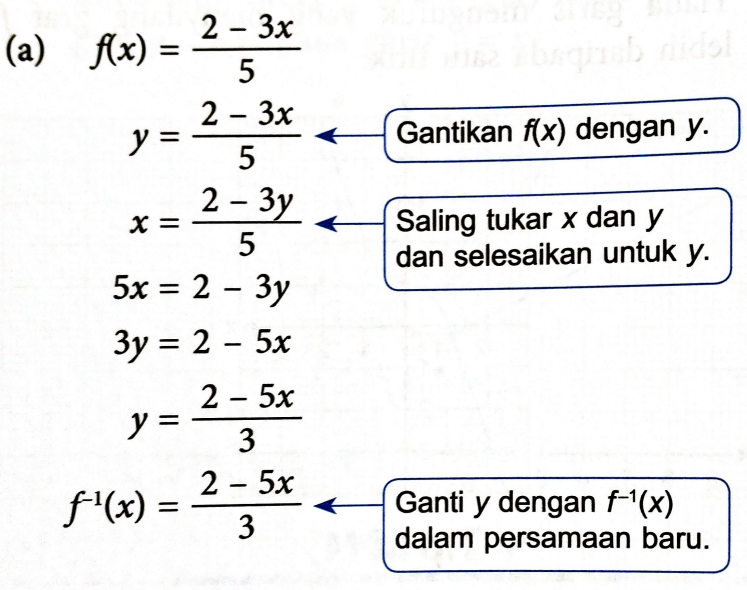 (a) f(x) = (2 − 3x)/5
y = (2 − 3x)/5
Gantikan f(x) dengan y.
x = (2 − 3y)/5
Saling tukar x dan y
dan selesaikan untuk y.
5x = 2 − 3y
3y = 2 − 5x
y = (2 − 5x)/3
f⁻¹(x) = (2 − 5x)/3
Ganti y dengan f⁻¹(x)
dalam persamaan baru.